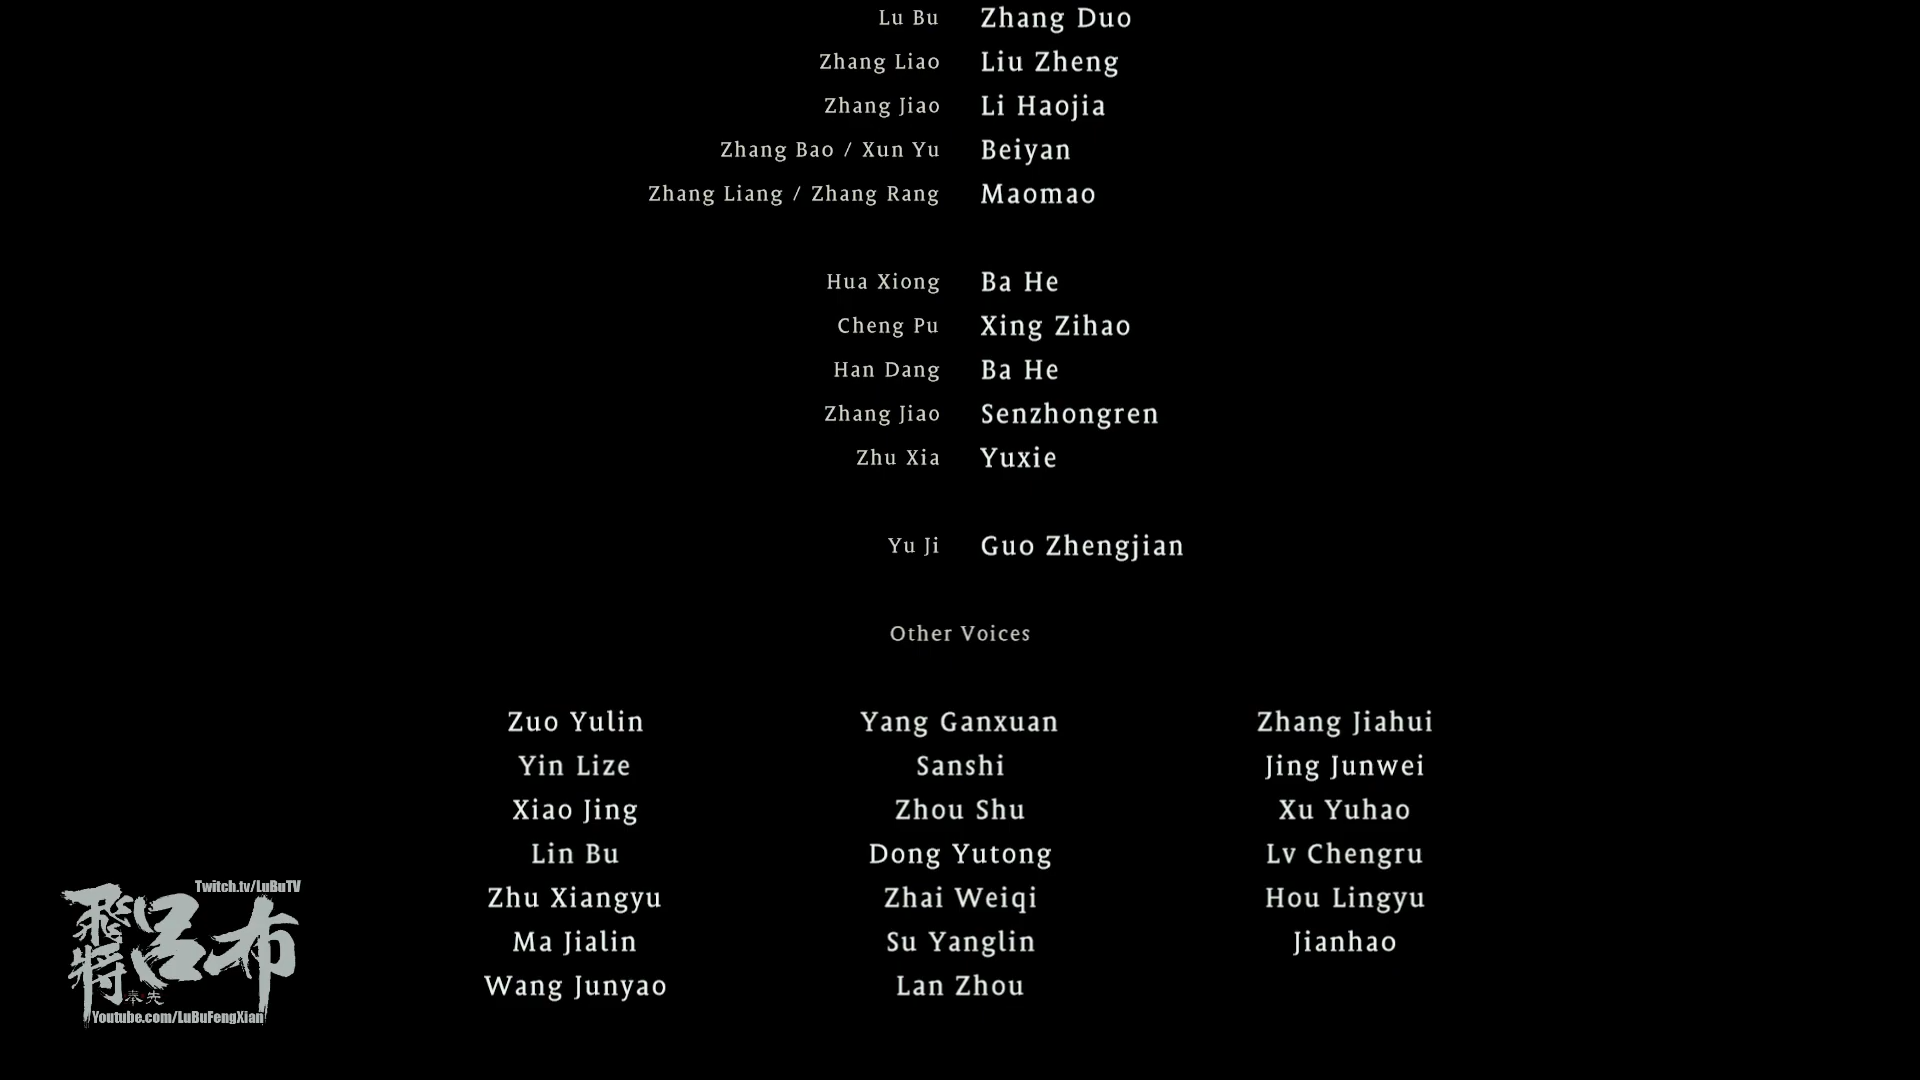 Lu Bu Zhang Duo
Zhang Liao Liu Zheng
Zhang Jiao Li Haojia
Zhang Bao / Xun Yu Beiyan
Zhang Liang / Zhang Rang Maomao
Hua Xiong Ba He
Cheng Pu Xing Zihao
Han Dang Ba He
Zhang Jiao Senzhongren
Zhu Xia Yuxie
Yu Ji Guo Zhengjian
Other Voices
Zuo Yulin Yang Ganxuan Zhang Jiahui
Yin Lize Sanshi Jing Junwei
Xiao Jing Zhou Shu Xu Yuhao
Lin Bu Dong Yutong Lv Chengru
Zhu Xiangyu Zhai Weiqi Hou Lingyu
Ma Jialin Su Yanglin Jianhao
Wang Junyao Lan Zhou
Twitch.tv/LuBuTV
飛將
呂布
奉先
Youtube.com/LuBuFengXian